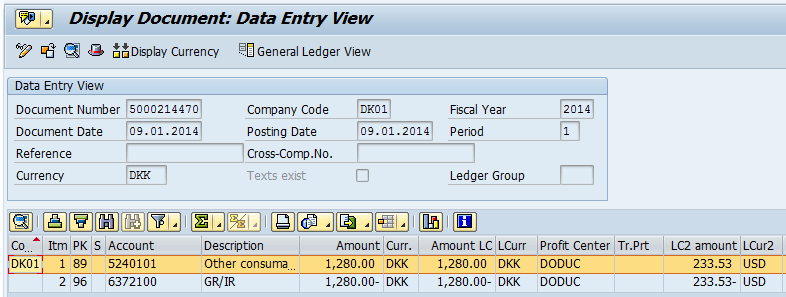 Display Document: Data Entry View
Display Currency General Ledger View
Data Entry View
Document Number 5000214470 Company Code DK01 Fiscal Year 2014
Document Date 09.01.2014 Posting Date 09.01.2014 Period 1
Reference Cross-Comp.No.
Currency DKK Texts exist Ledger Group
Co... Itm PK S Account Description Amount Curr. Amount LC LCurr Profit Center Tr.Prt LC2 amount LCur2
DK01 1 89 5240101 Other consuma... 1,280.00 DKK 1,280.00 DKK DODUC 233.53 USD
2 96 6372100 GR/IR 1,280.00- DKK 1,280.00- DKK DODUC 233.53- USD